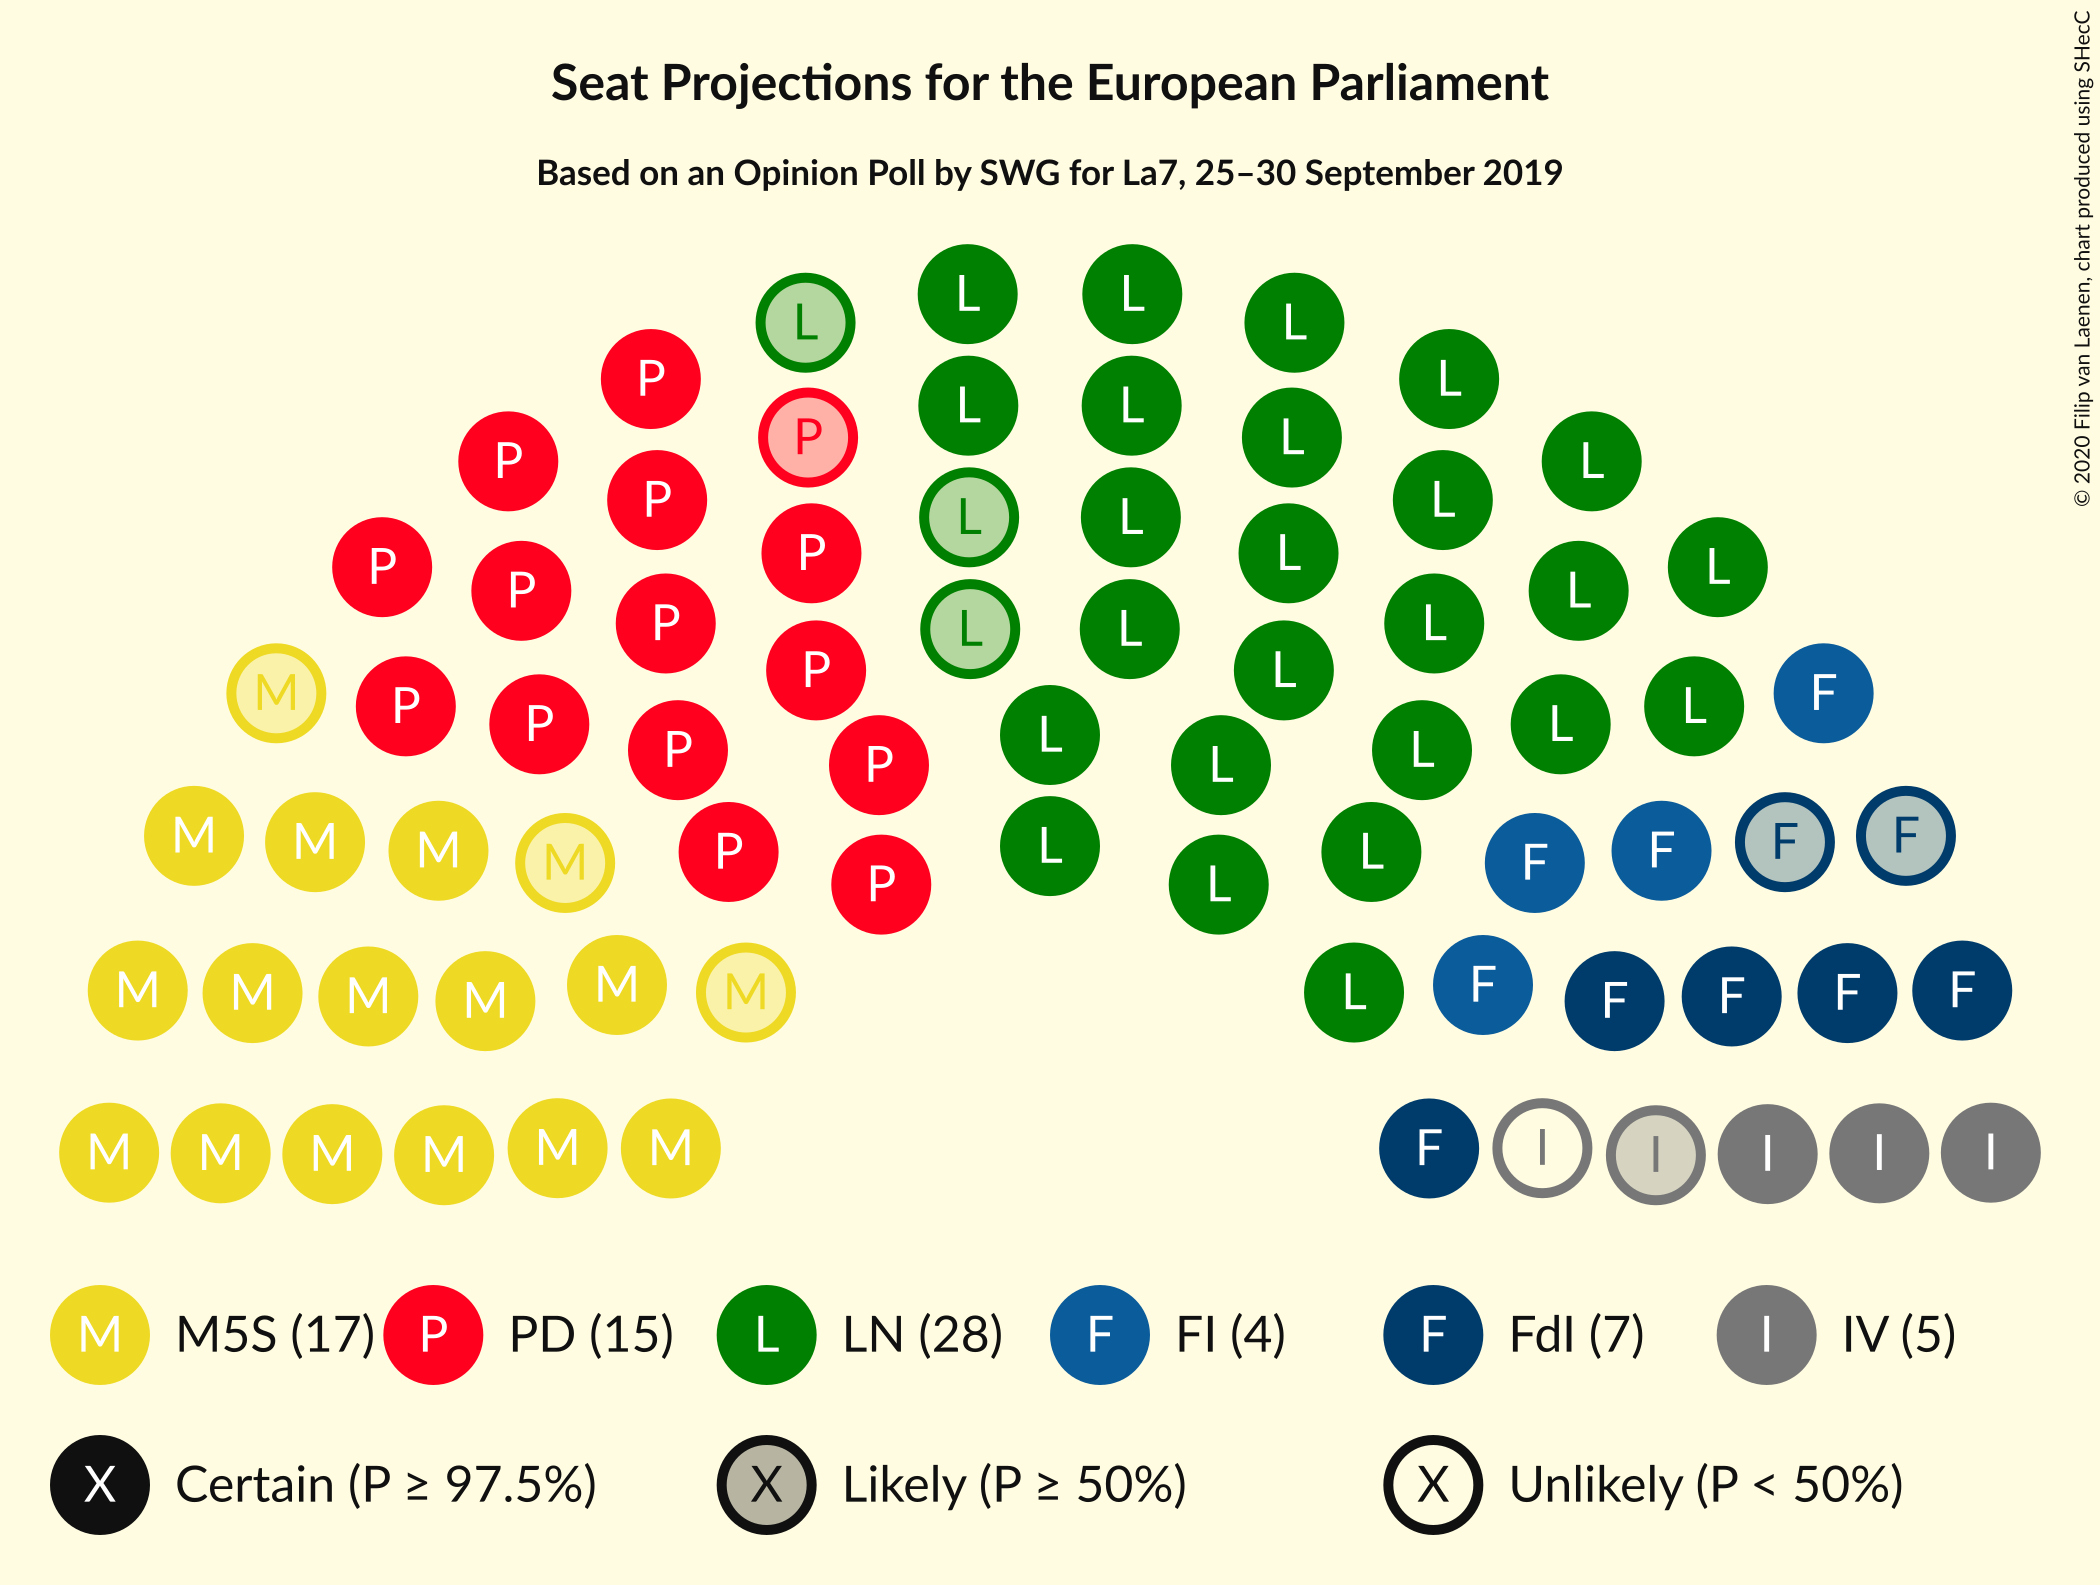 Seat Projections for the European Parliament
Based on an Opinion Poll by SWG for La7, 25–30 September 2019
© 2020 Filip van Laenen, chart produced using SHecC
L L
L L
P L
P L L L
L L
P P L L
P L
P L L P
P P L L
P L
P P L L
P L
M P L F
P L
P P L L L
P L
M M M M P L L F F F F
P L
P L
M M M M M M L F F F F F
M M M M M M F I I I I I
M M5S (17) P PD (15) L LN (28) F FI (4) F FdI (7) I IV (5)
X Certain (P ≥ 97.5%) X Likely (P ≥ 50%) X Unlikely (P < 50%)